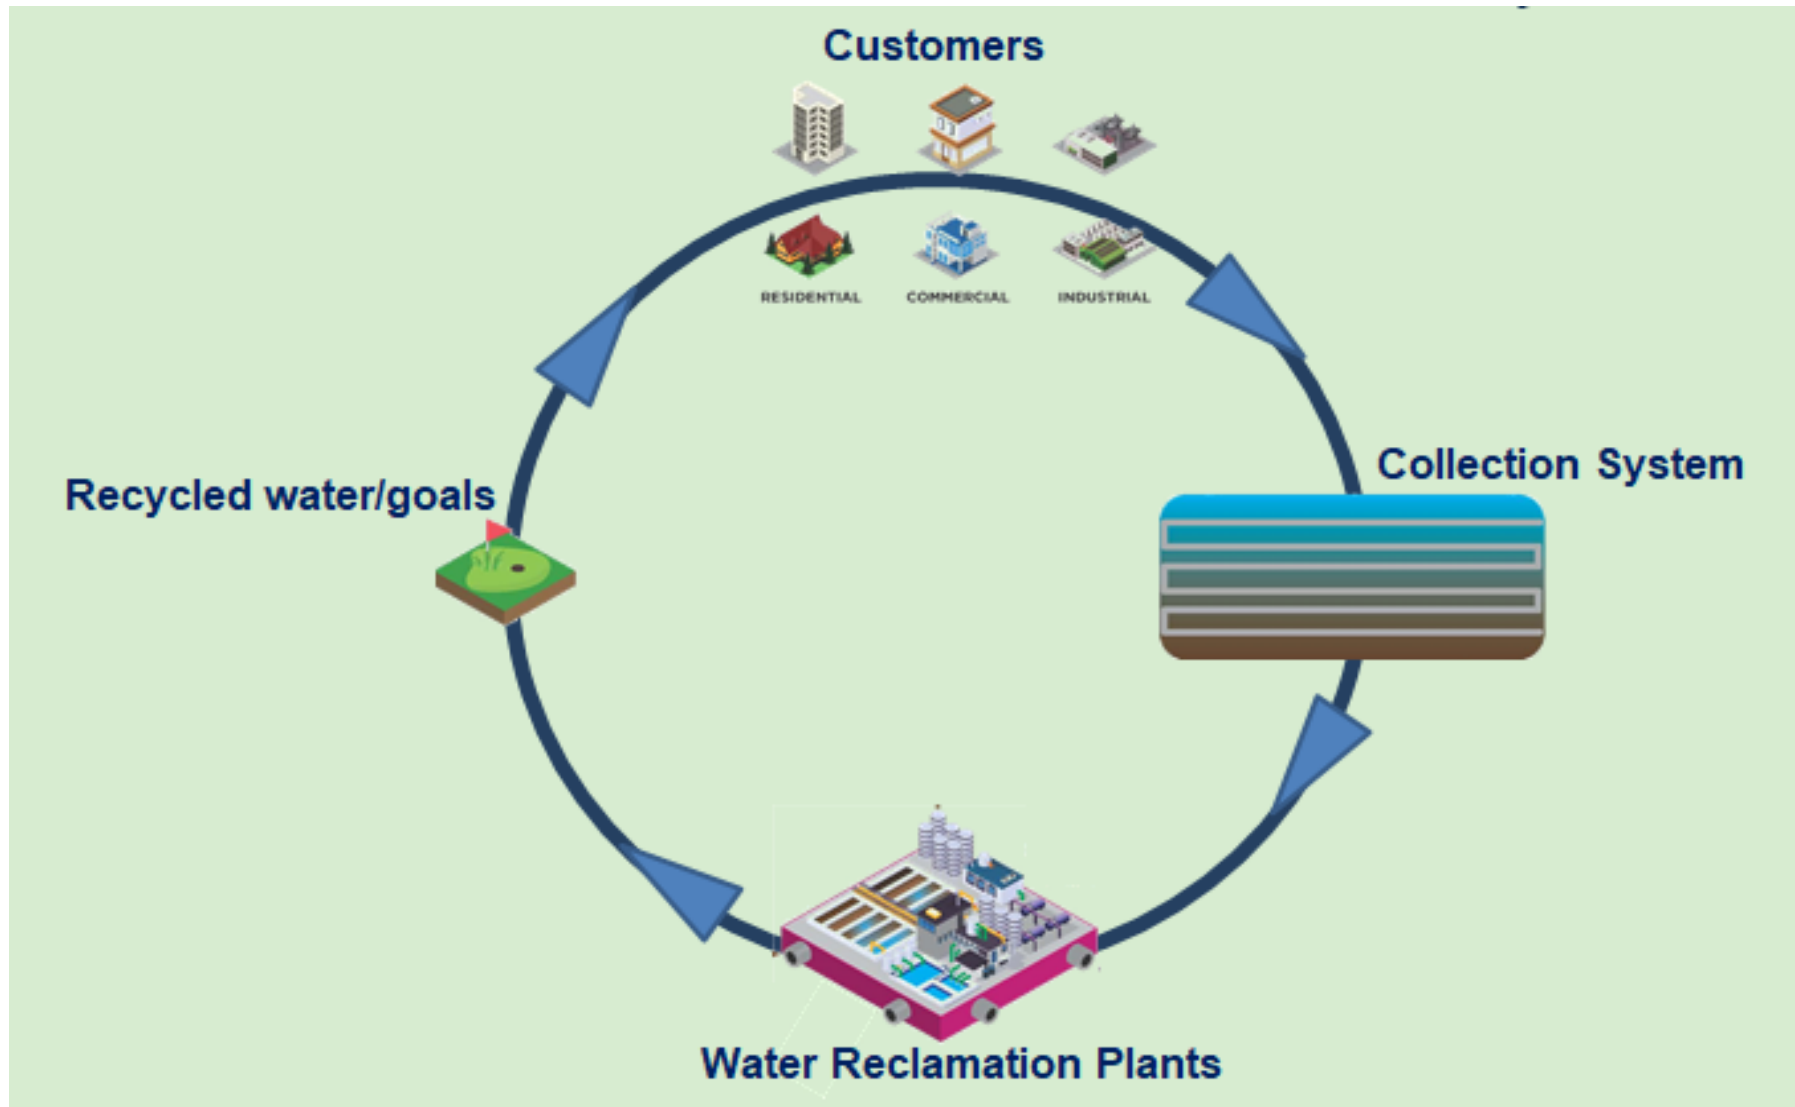 Customers
RESIDENTIAL COMMERCIAL INDUSTRIAL
Collection System
Recycled water/goals
Water Reclamation Plants